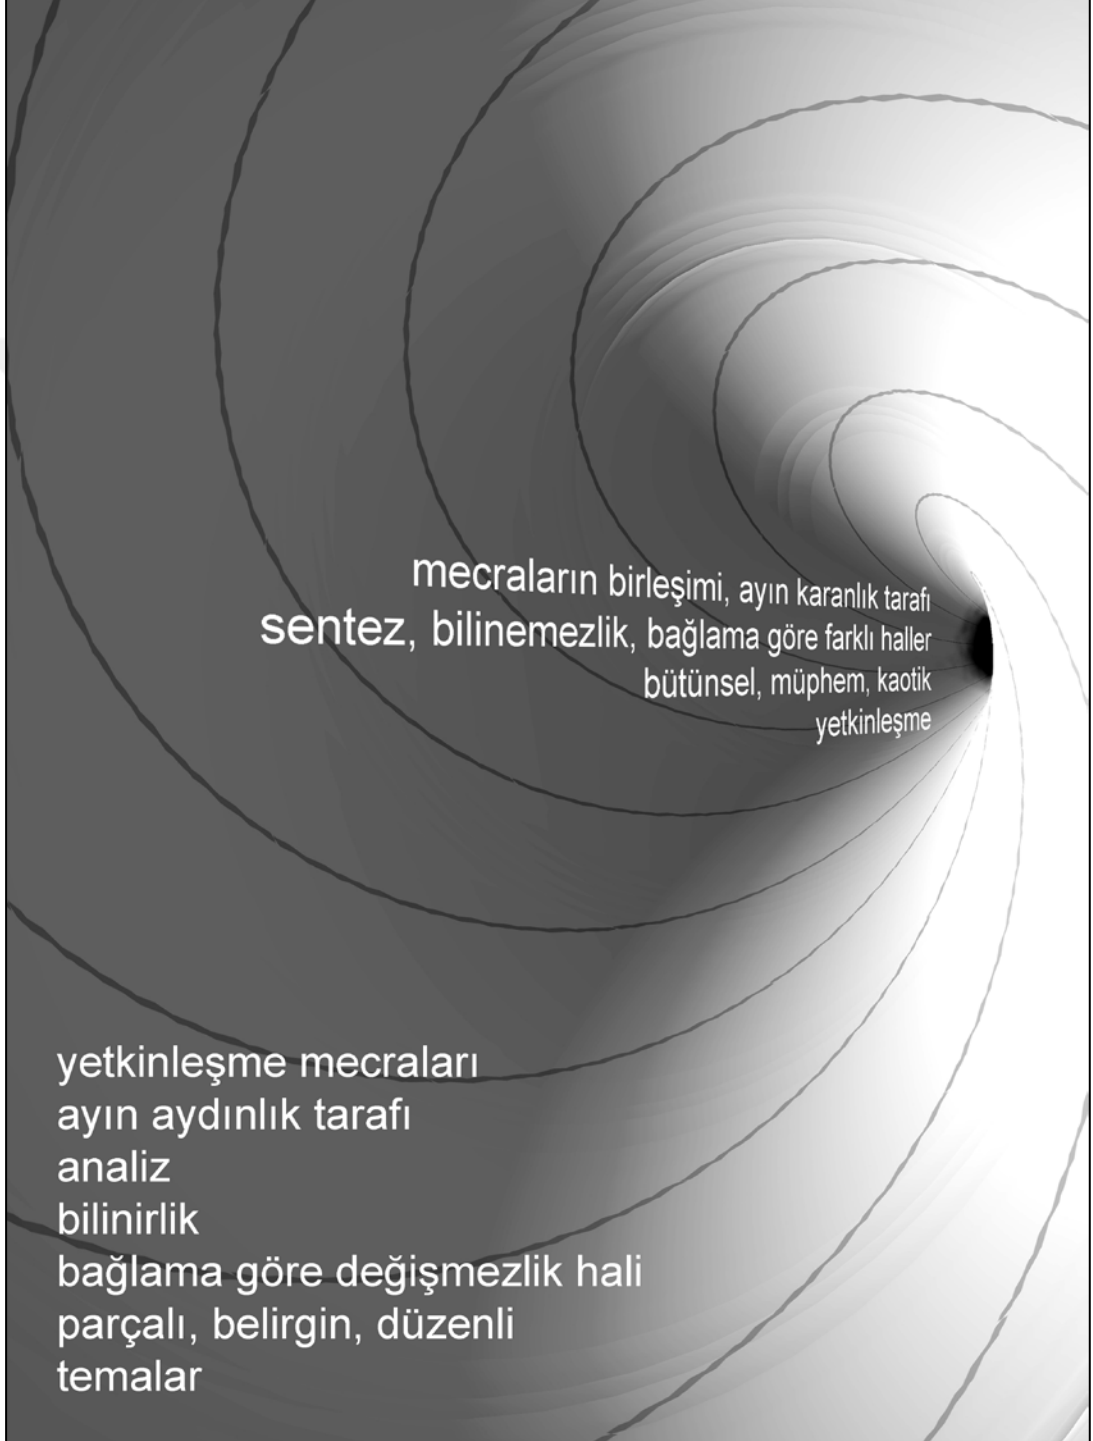 mecraların birleşimi, ayın karanlık tarafı
sentez, bilinemezlik, bağlama göre farklı haller
bütünsel, müphem, kaotik
yetkinleşme
yetkinleşme mecraları
ayın aydınlık tarafı
analiz
bilinirlik
bağlama göre değişmezlik hali
parçalı, belirgin, düzenli
temalar